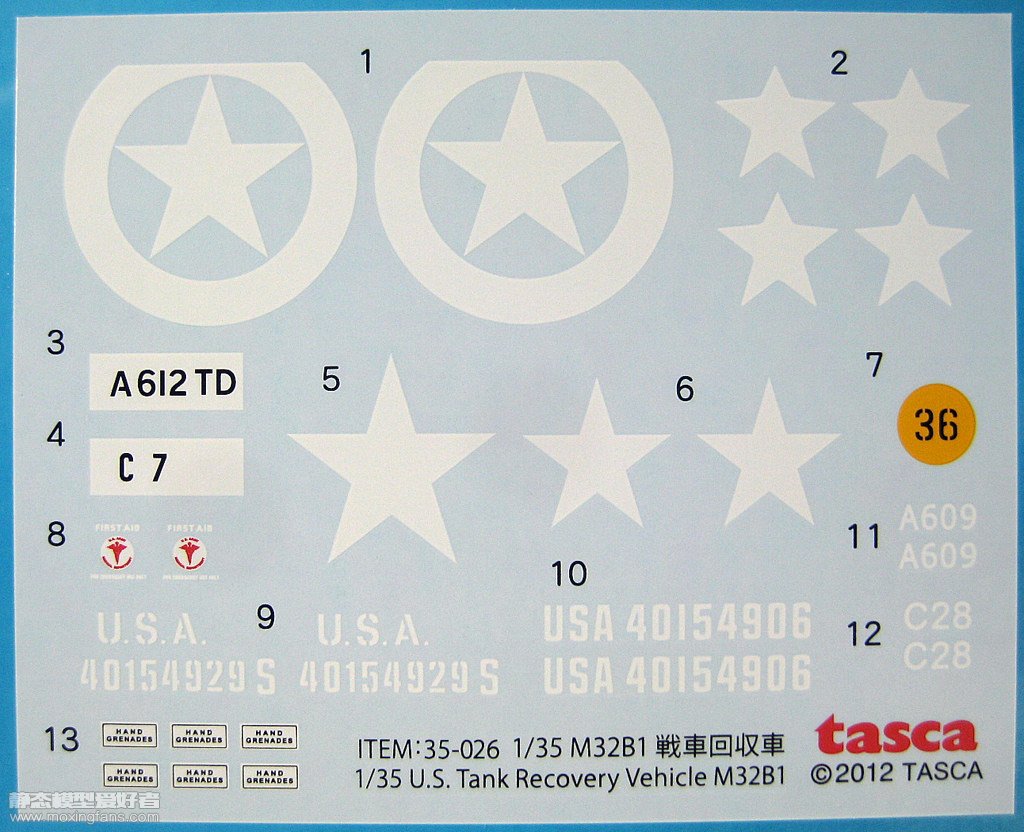 1
2
3
A612 TD
4
C 7
5
6
7
36
8
FIRST AID
FIRST AID
9
U.S.A.
40154929 S
U.S.A.
40154929 S
10
USA 40154906
USA 40154906
11
A609
A609
12
C28
C28
13
HAND
GRENADES
HAND
GRENADES
HAND
GRENADES
HAND
GRENADES
HAND
GRENADES
HAND
GRENADES
ITEM:35-026 1/35 M32B1 戦車回収車
1/35 U.S. Tank Recovery Vehicle M32B1
tasca
©2012 TASCA
静态模型爱好者
www.moxingfans.com